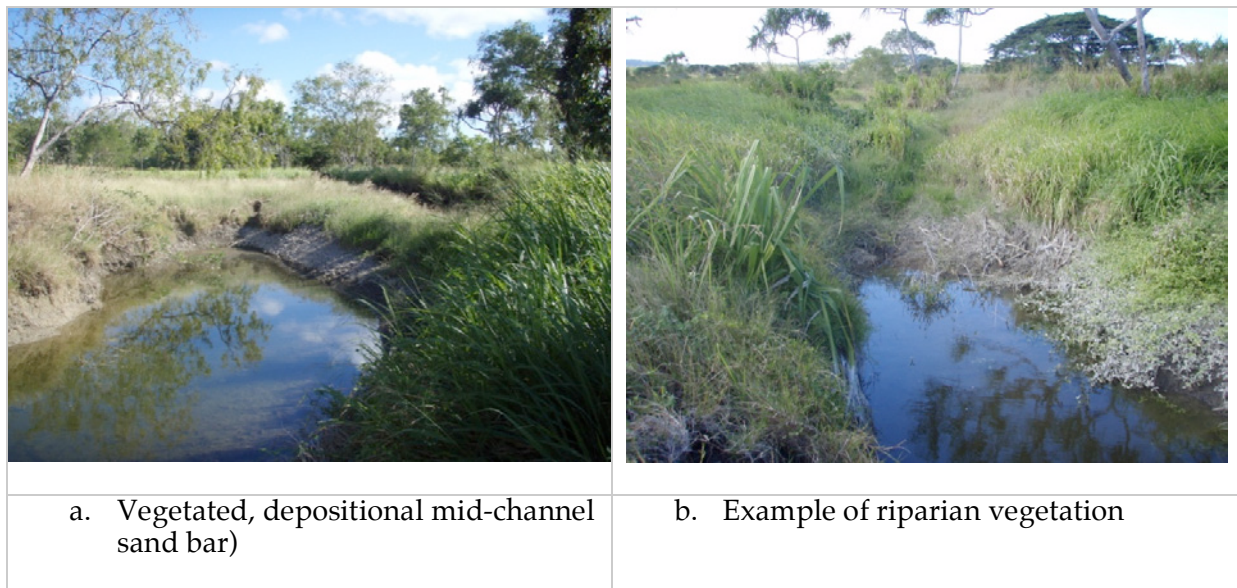 a. Vegetated, depositional mid-channel
sand bar)
b. Example of riparian vegetation